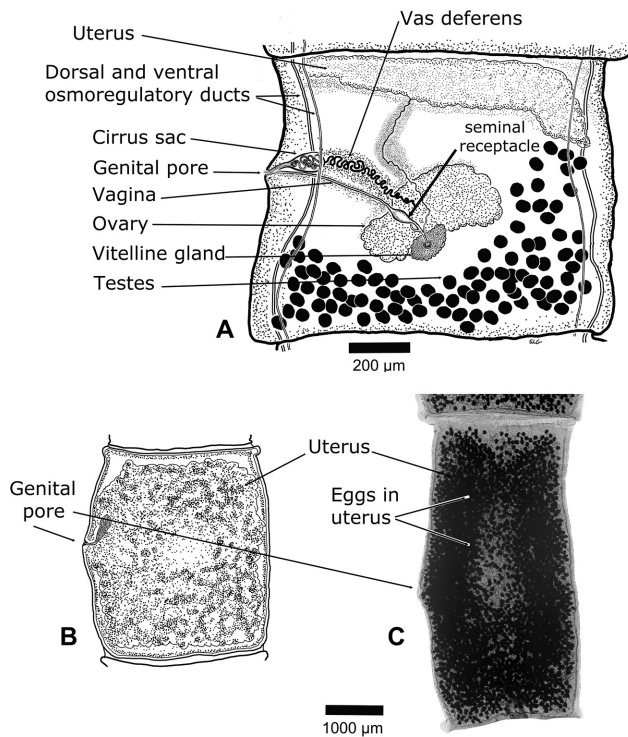 Vas deferens
Uterus
Dorsal and ventral
osmoregulatory ducts
seminal
receptacle
Cirrus sac
Genital pore
Vagina
Ovary
Vitelline gland
Testes
A
200 µm
Uterus
Genital
pore
Eggs in
uterus
B
C
1000 µm